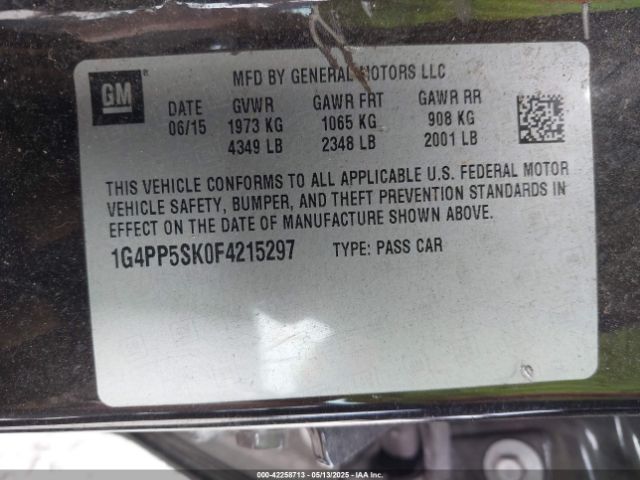 GM
MFD BY GENERAL MOTORS LLC
DATE GVWR GAWR FRT GAWR RR
06/15 1973 KG 1065 KG 908 KG
4349 LB 2348 LB 2001 LB
THIS VEHICLE CONFORMS TO ALL APPLICABLE U.S. FEDERAL MOTOR
VEHICLE SAFETY, BUMPER, AND THEFT PREVENTION STANDARDS IN
EFFECT ON THE DATE OF MANUFACTURE SHOWN ABOVE.
1G4PP5SK0F4215297 TYPE: PASS CAR
000-42258713 - 05/13/2025 - IAAI.COM